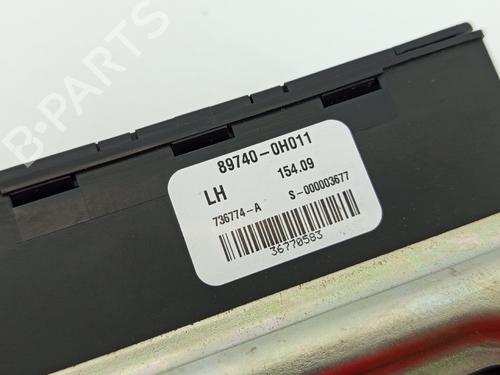 B-PARTS
89740-0H011
LH 154.09
736774-A S-000003677
36770583